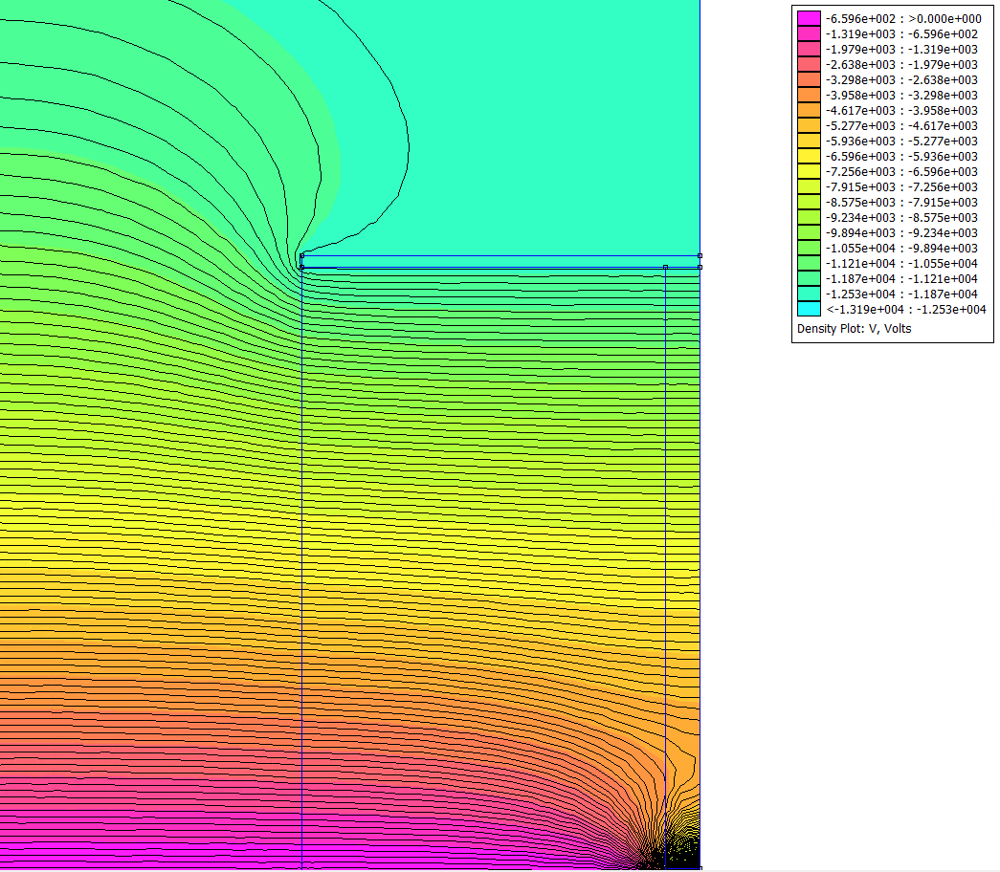 -6.596e+002 : >0.000e+000
-1.319e+003 : -6.596e+002
-1.979e+003 : -1.319e+003
-2.638e+003 : -1.979e+003
-3.298e+003 : -2.638e+003
-3.958e+003 : -3.298e+003
-4.617e+003 : -3.958e+003
-5.277e+003 : -4.617e+003
-5.936e+003 : -5.277e+003
-6.596e+003 : -5.936e+003
-7.256e+003 : -6.596e+003
-7.915e+003 : -7.256e+003
-8.575e+003 : -7.915e+003
-9.234e+003 : -8.575e+003
-9.894e+003 : -9.234e+003
-1.055e+004 : -9.894e+003
-1.121e+004 : -1.055e+004
-1.187e+004 : -1.121e+004
-1.253e+004 : -1.187e+004
<-1.319e+004 : -1.253e+004
Density Plot: V, Volts